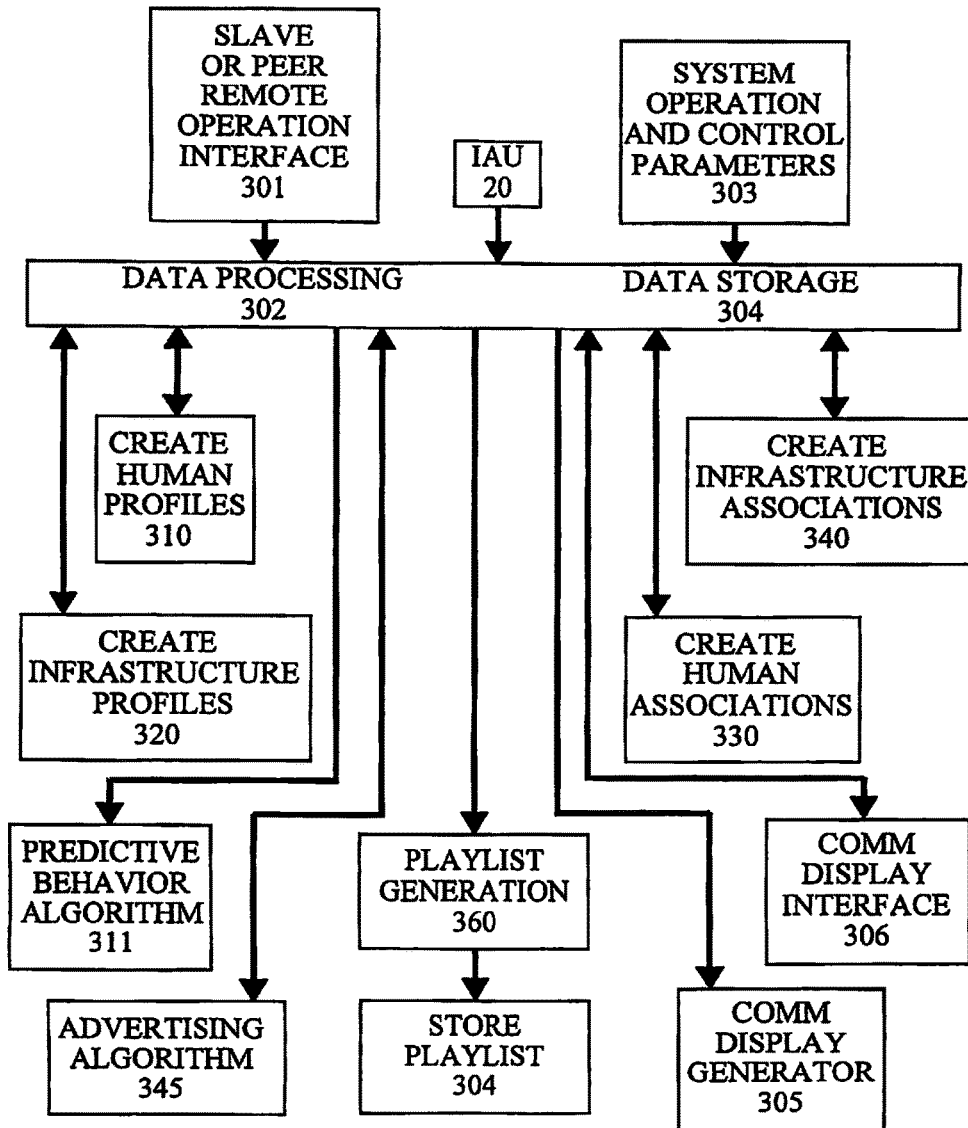 SLAVE
OR PEER
REMOTE
OPERATION
INTERFACE
301
IAU
20
SYSTEM
OPERATION
AND CONTROL
PARAMETERS
303
DATA PROCESSING
302
DATA STORAGE
304
CREATE
HUMAN
PROFILES
310
CREATE
INFRASTRUCTURE
ASSOCIATIONS
340
CREATE
INFRASTRUCTURE
PROFILES
320
CREATE
HUMAN
ASSOCIATIONS
330
PREDICTIVE
BEHAVIOR
ALGORITHM
311
PLAYLIST
GENERATION
360
COMM
DISPLAY
INTERFACE
306
ADVERTISING
ALGORITHM
345
STORE
PLAYLIST
304
COMM
DISPLAY
GENERATOR
305